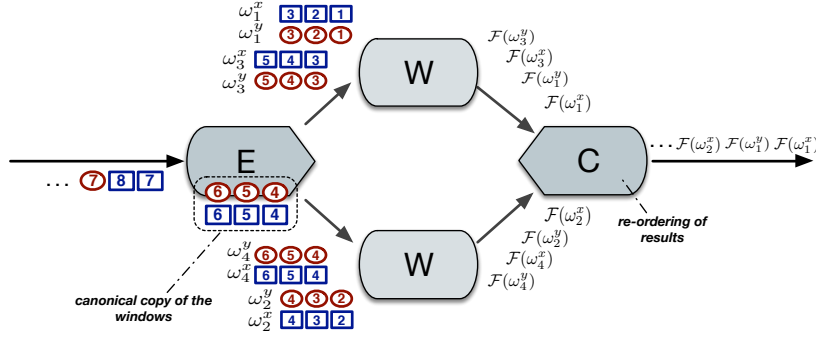 ω₁ˣ 3 2 1
ω₁ʸ 3 2 1
ω₃ˣ 5 4 3
ω₃ʸ 5 4 3
W
F(ω₃ʸ)
F(ω₃ˣ)
F(ω₁ʸ)
F(ω₁ˣ)
E
C
... F(ω₂ˣ) F(ω₁ʸ) F(ω₁ˣ)
... 7 8 7
6 5 4
6 5 4
re-ordering of
results
canonical copy of the
windows
ω₄ʸ 6 5 4
ω₄ˣ 6 5 4
ω₂ʸ 4 3 2
ω₂ˣ 4 3 2
W
F(ω₂ˣ)
F(ω₂ʸ)
F(ω₄ˣ)
F(ω₄ʸ)